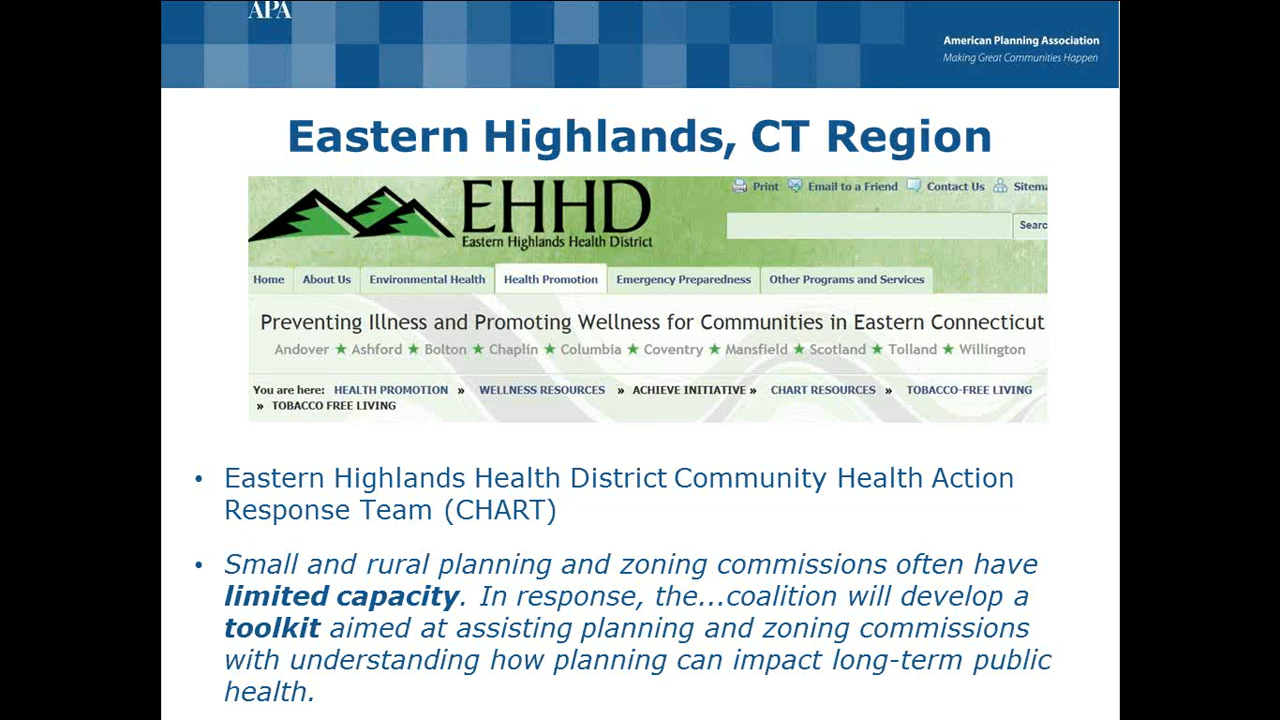 APA
American Planning Association
Making Great Communities Happen
Eastern Highlands, CT Region
EHHD
Eastern Highlands Health District
Print Email to a Friend Contact Us Sitema
Searc
Home About Us Environmental Health Health Promotion Emergency Preparedness Other Programs and Services
Preventing Illness and Promoting Wellness for Communities in Eastern Connecticut
Andover ★ Ashford ★ Bolton ★ Chaplin ★ Columbia ★ Coventry ★ Mansfield ★ Scotland ★ Tolland ★ Willington
You are here: HEALTH PROMOTION » WELLNESS RESOURCES » ACHIEVE INITIATIVE » CHART RESOURCES » TOBACCO-FREE LIVING
» TOBACCO FREE LIVING
• Eastern Highlands Health District Community Health Action
Response Team (CHART)
• Small and rural planning and zoning commissions often have
limited capacity. In response, the...coalition will develop a
toolkit aimed at assisting planning and zoning commissions
with understanding how planning can impact long-term public
health.